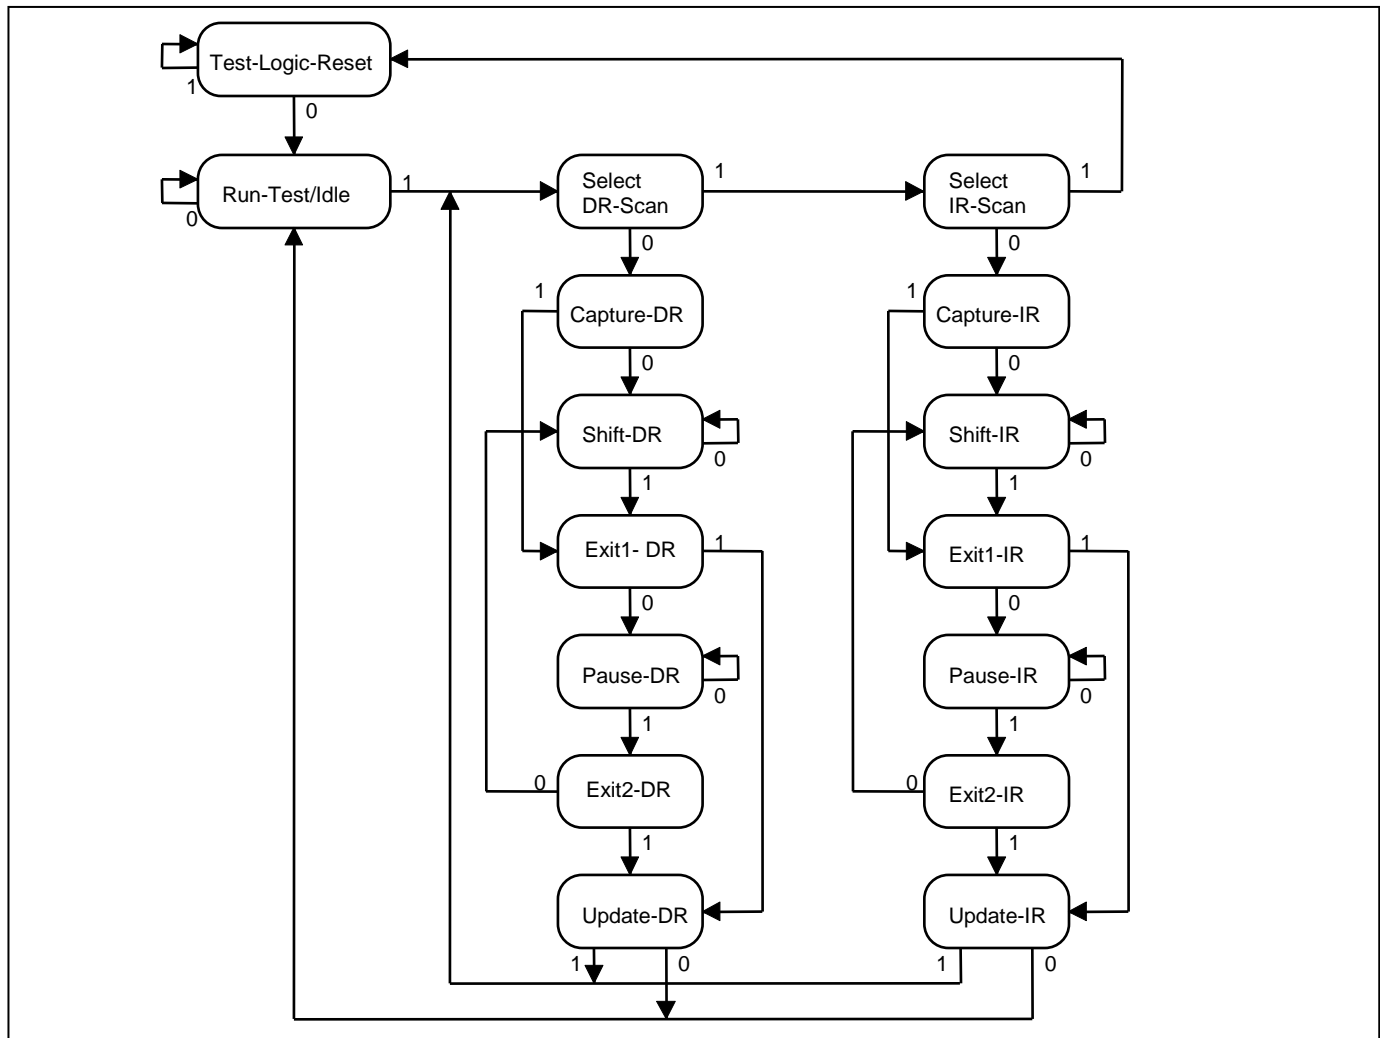 Test-Logic-Reset
1
0
Run-Test/Idle
1
0
Select
DR-Scan
1
0
Select
IR-Scan
1
0
1
Capture-DR
0
1
Capture-IR
0
Shift-DR
0
1
Shift-IR
0
1
Exit1- DR
1
0
Exit1-IR
1
0
Pause-DR
0
1
Pause-IR
0
1
0
Exit2-DR
1
0
Exit2-IR
1
Update-DR
1
0
Update-IR
1
0